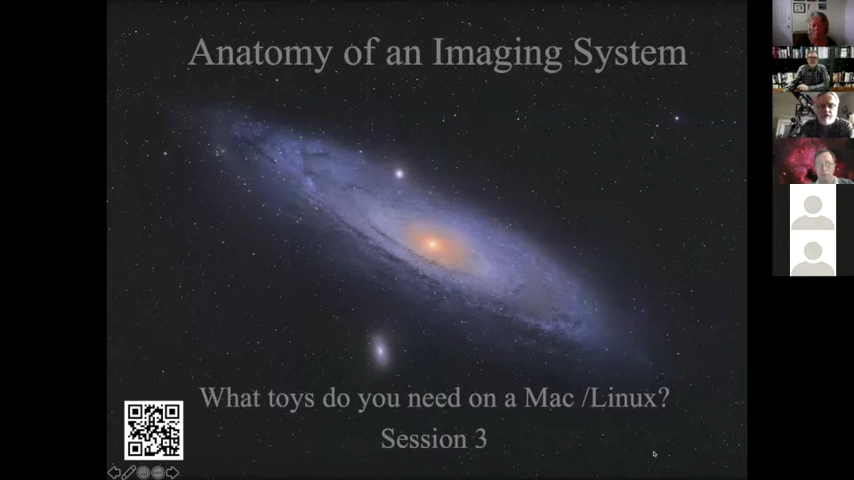 Anatomy of an Imaging System
What toys do you need on a Mac /Linux?
Session 3